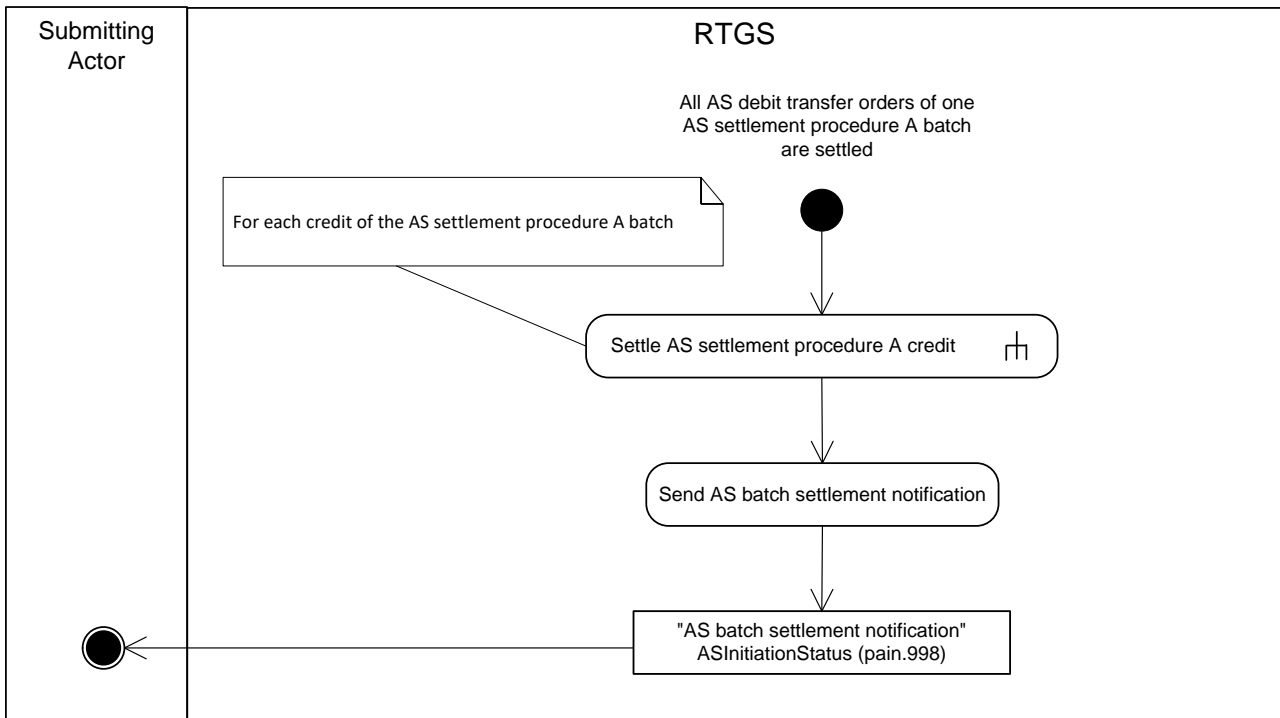 Submitting
Actor
RTGS
All AS debit transfer orders of one
AS settlement procedure A batch
are settled
For each credit of the AS settlement procedure A batch
Settle AS settlement procedure A credit
Send AS batch settlement notification
"AS batch settlement notification"
ASInitiationStatus (pain.998)